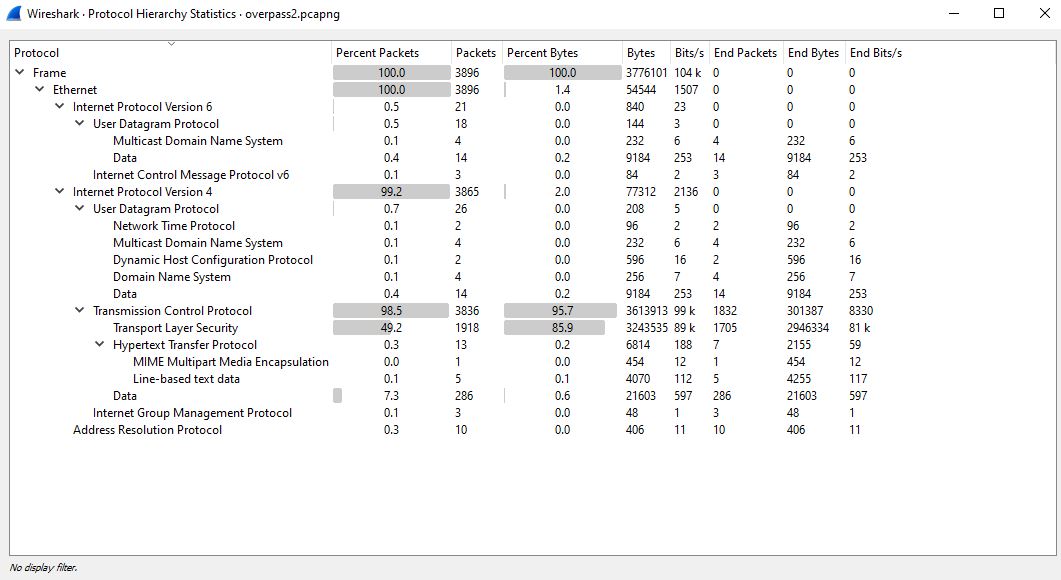 Wireshark · Protocol Hierarchy Statistics · overpass2.pcapng
Protocol Percent Packets Packets Percent Bytes Bytes Bits/s End Packets End Bytes End Bits/s
Frame 100.0 3896 100.0 3776101 104 k 0 0 0
Ethernet 100.0 3896 1.4 54544 1507 0 0 0
Internet Protocol Version 6 0.5 21 0.0 840 23 0 0 0
User Datagram Protocol 0.5 18 0.0 144 3 0 0 0
Multicast Domain Name System 0.1 4 0.0 232 6 4 232 6
Data 0.4 14 0.2 9184 253 14 9184 253
Internet Control Message Protocol v6 0.1 3 0.0 84 2 3 84 2
Internet Protocol Version 4 99.2 3865 2.0 77312 2136 0 0 0
User Datagram Protocol 0.7 26 0.0 208 5 0 0 0
Network Time Protocol 0.1 2 0.0 96 2 2 96 2
Multicast Domain Name System 0.1 4 0.0 232 6 4 232 6
Dynamic Host Configuration Protocol 0.1 2 0.0 596 16 2 596 16
Domain Name System 0.1 4 0.0 256 7 4 256 7
Data 0.4 14 0.2 9184 253 14 9184 253
Transmission Control Protocol 98.5 3836 95.7 3613913 99 k 1832 301387 8330
Transport Layer Security 49.2 1918 85.9 3243535 89 k 1705 2946334 81 k
Hypertext Transfer Protocol 0.3 13 0.2 6814 188 7 2155 59
MIME Multipart Media Encapsulation 0.0 1 0.0 454 12 1 454 12
Line-based text data 0.1 5 0.1 4070 112 5 4255 117
Data 7.3 286 0.6 21603 597 286 21603 597
Internet Group Management Protocol 0.1 3 0.0 48 1 3 48 1
Address Resolution Protocol 0.3 10 0.0 406 11 10 406 11
No display filter.